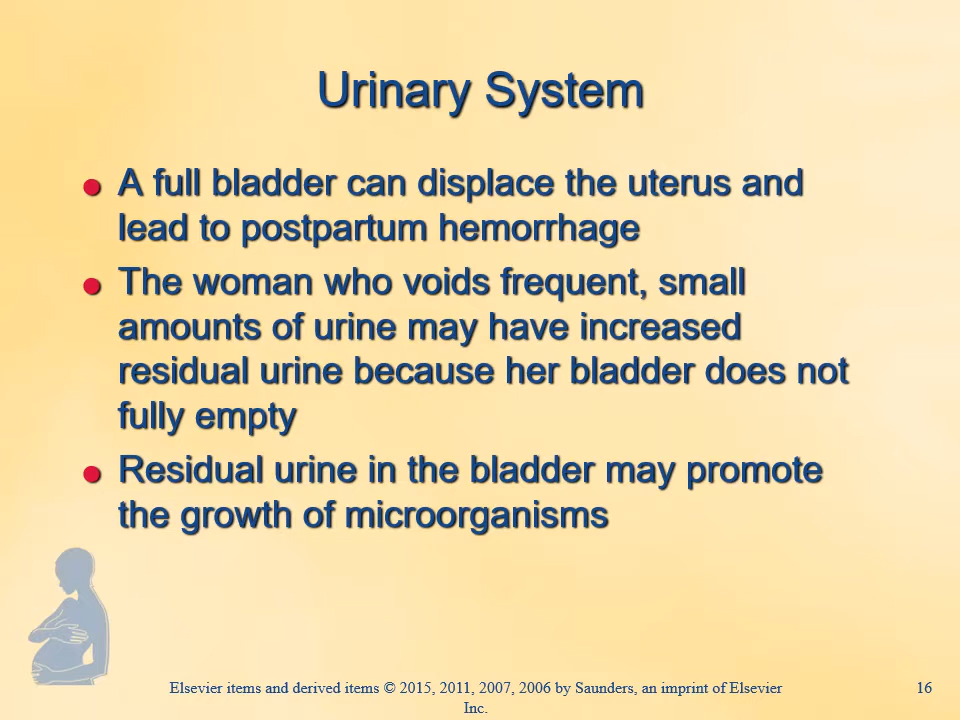 Urinary System
A full bladder can displace the uterus and
lead to postpartum hemorrhage
The woman who voids frequent, small
amounts of urine may have increased
residual urine because her bladder does not
fully empty
Residual urine in the bladder may promote
the growth of microorganisms
Elsevier items and derived items © 2015, 2011, 2007, 2006 by Saunders, an imprint of Elsevier
Inc.
16